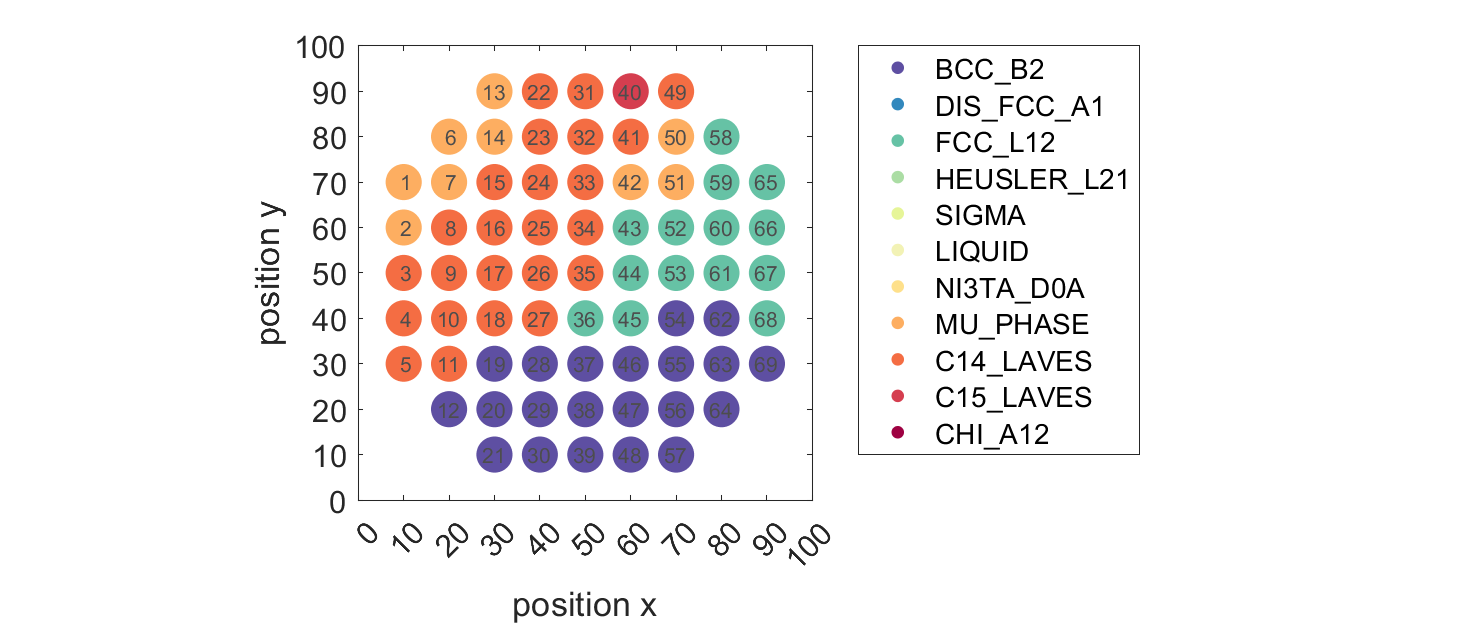 100
90 13 22 31 40 49
80 6 14 23 32 41 50 58
70 1 7 15 24 33 42 51 59 65
60 2 8 16 25 34 43 52 60 66
50 3 9 17 26 35 44 53 61 67
40 4 10 18 27 36 45 54 62 68
30 5 11 19 28 37 46 55 63 69
20 12 20 29 38 47 56 64
10 21 30 39 48 57
0
0 10 20 30 40 50 60 70 80 90 100
position x
position y
BCC_B2
DIS_FCC_A1
FCC_L12
HEUSLER_L21
SIGMA
LIQUID
NI3TA_D0A
MU_PHASE
C14_LAVES
C15_LAVES
CHI_A12